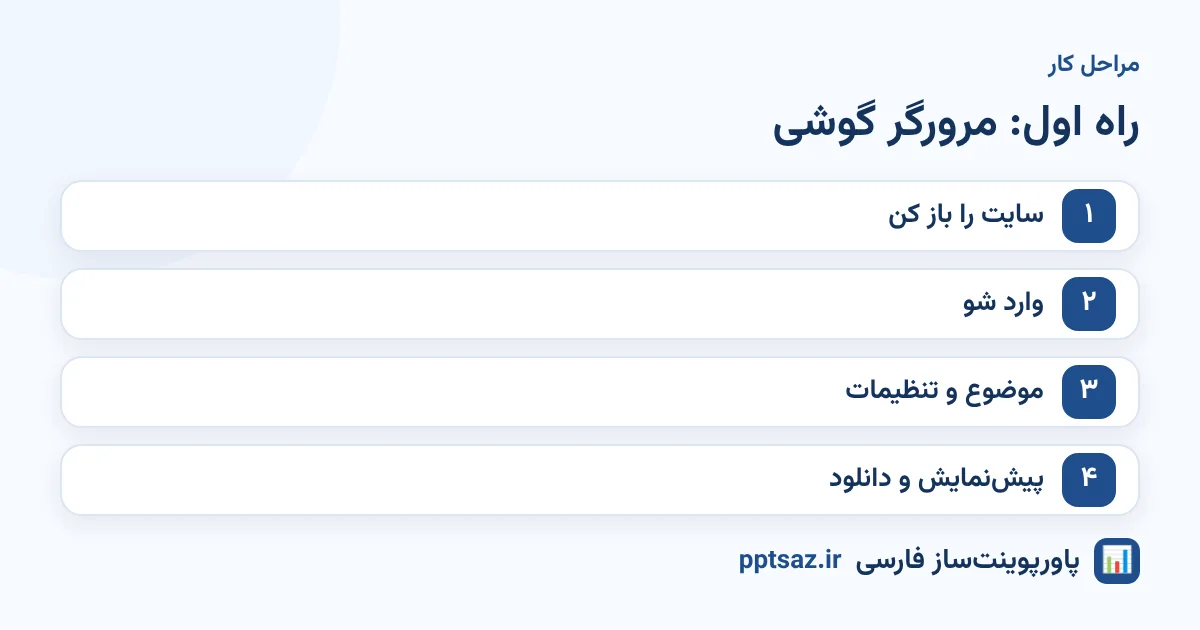 مراحل کار
راه اول: مرورگر گوشی
۱ سایت را باز کن
۲ وارد شو
۳ موضوع و تنظیمات
۴ پیش‌نمایش و دانلود
پاورپوینت‌ساز فارسی pptsaz.ir